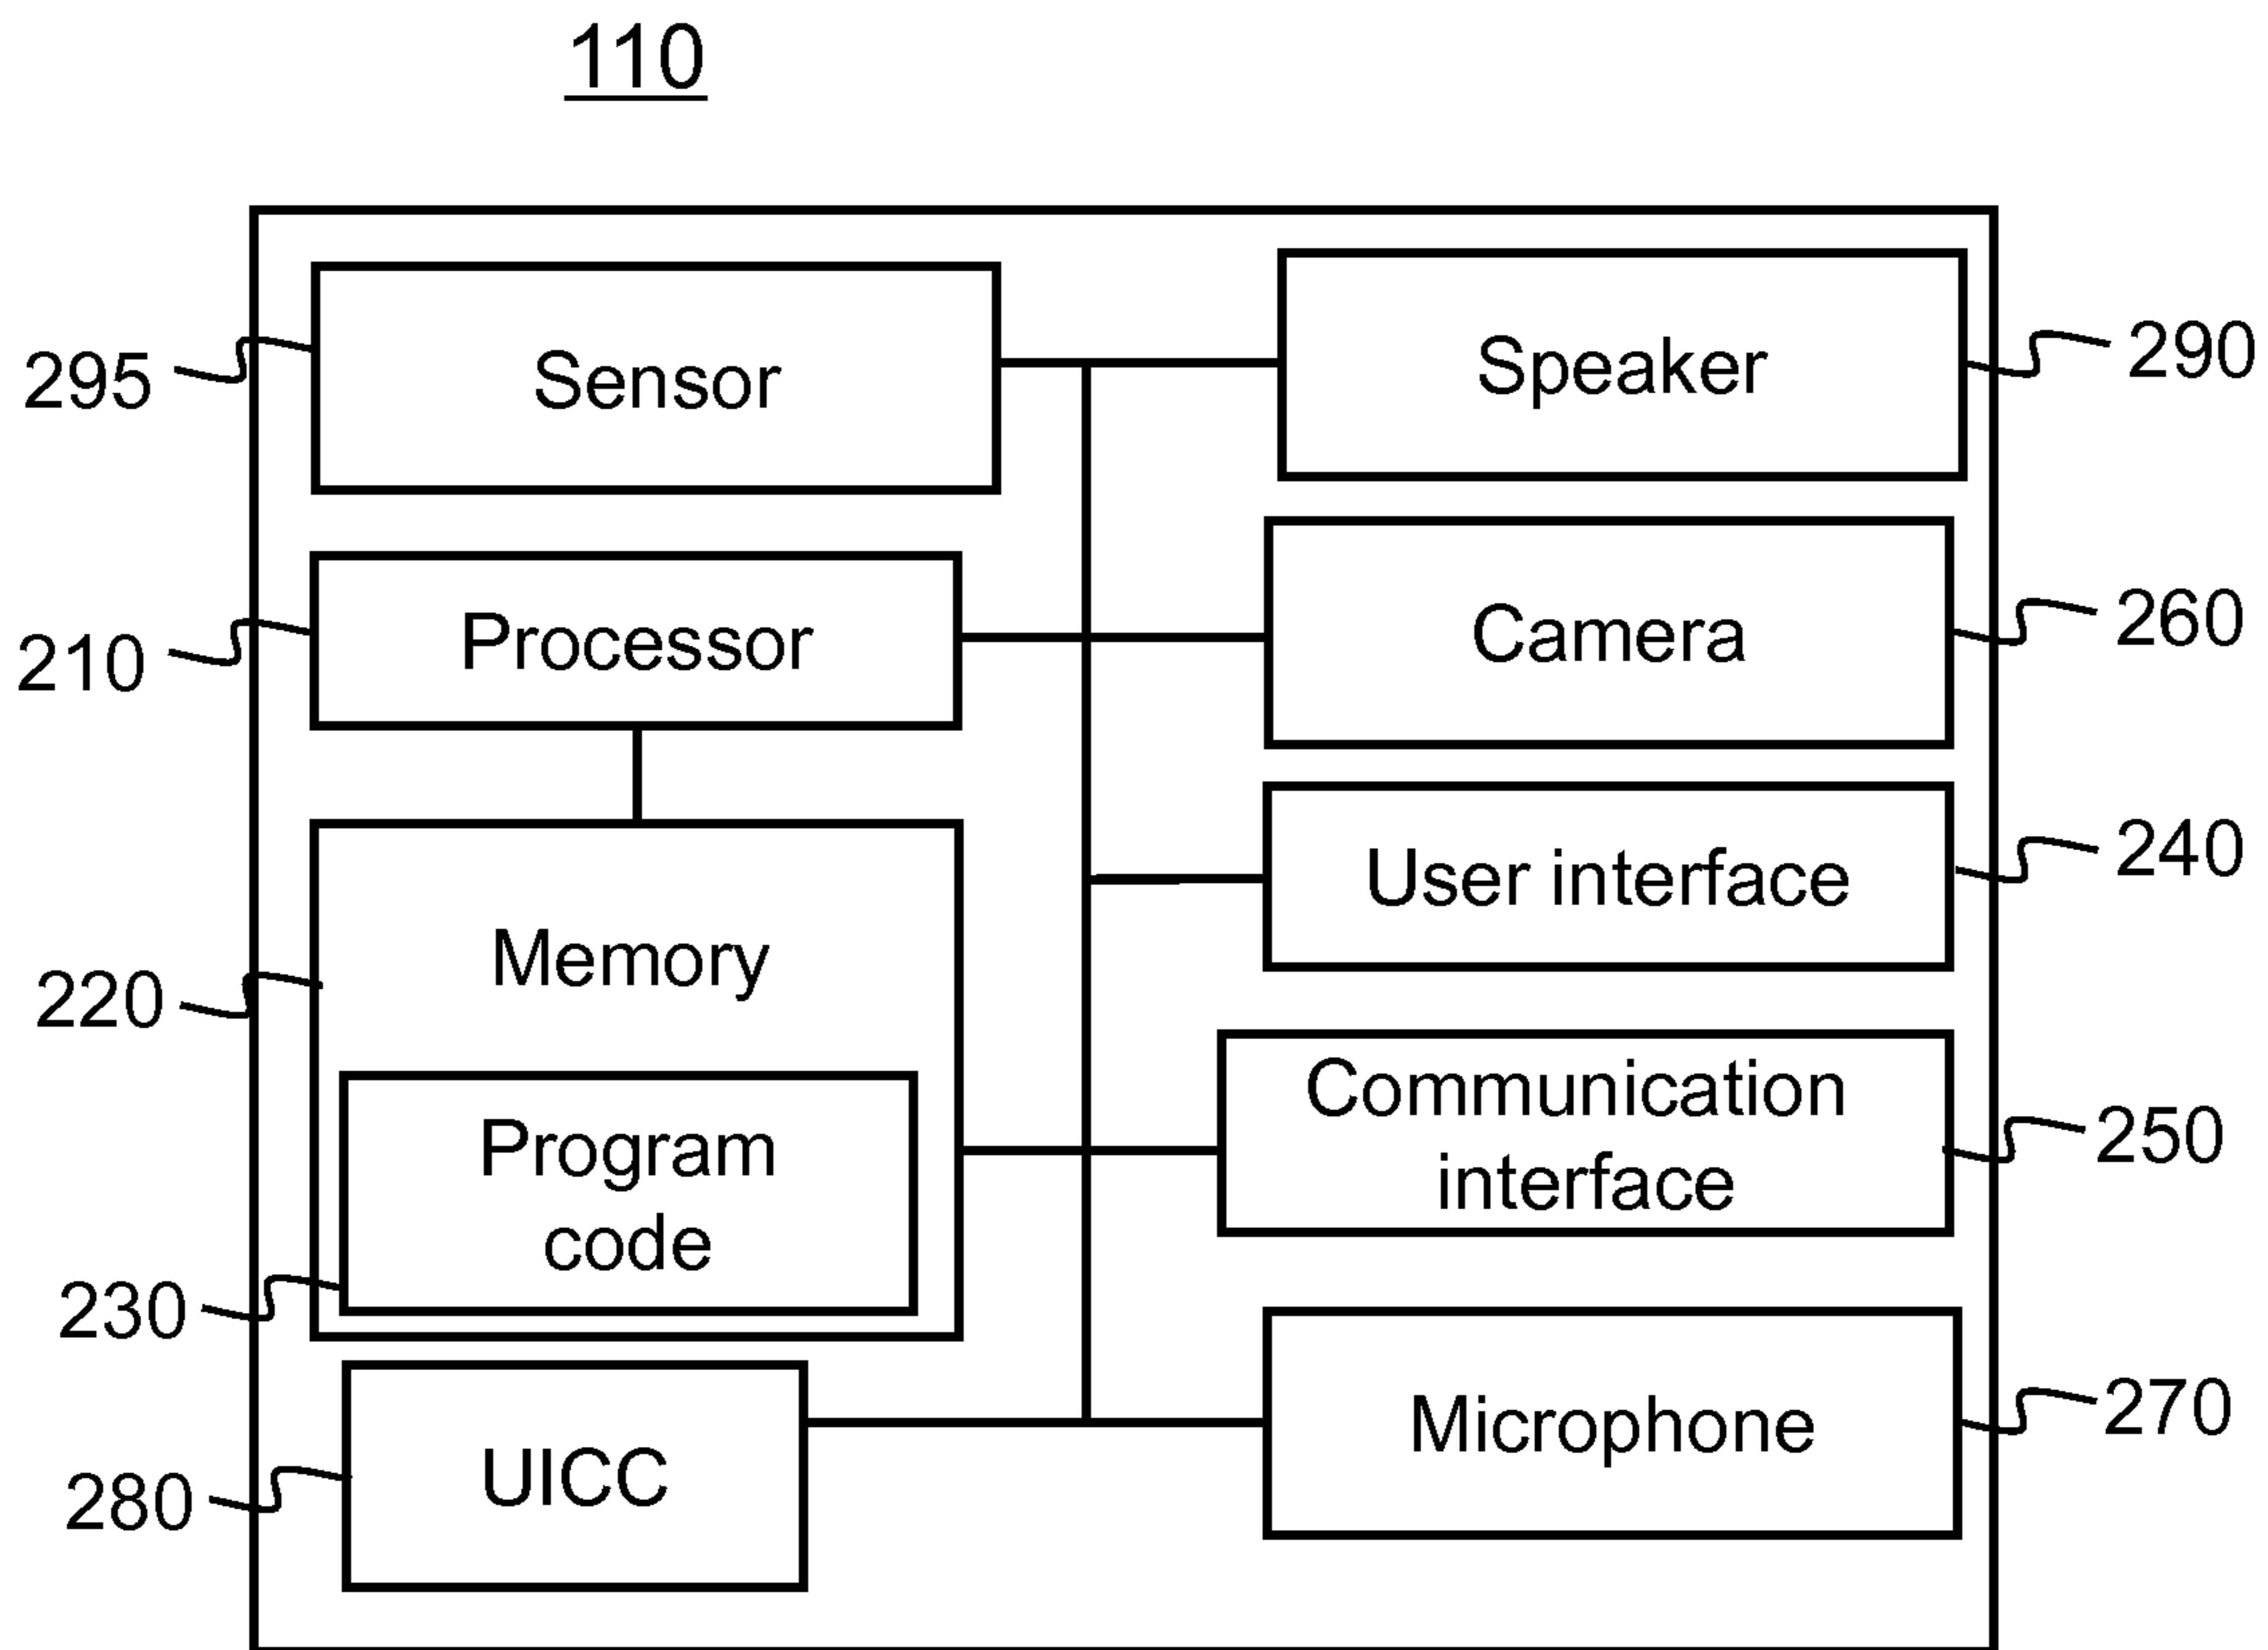 110
295
Sensor
Speaker
290
210
Processor
Camera
260
220
Memory
User interface
240
230
Program
code
Communication
interface
250
280
UICC
Microphone
270